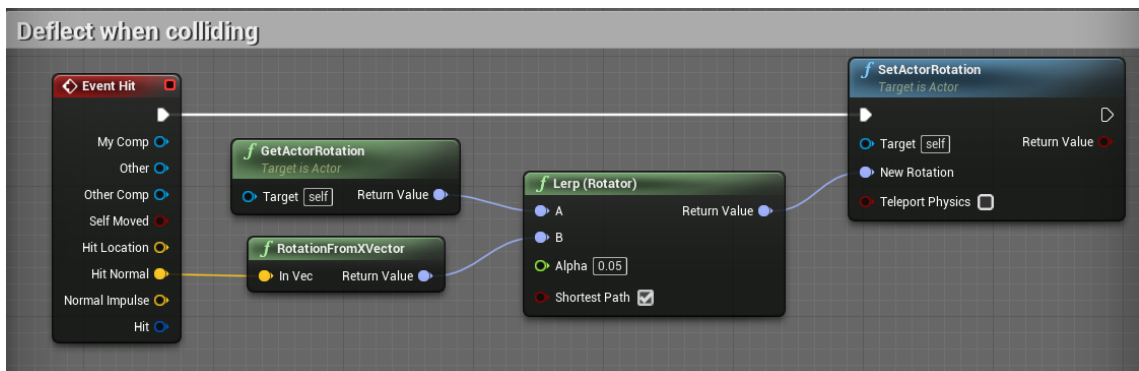 Deflect when colliding
Event Hit
My Comp
Other
Other Comp
Self Moved
Hit Location
Hit Normal
Normal Impulse
Hit
f GetActorRotation
Target is Actor
Target self Return Value
f RotationFromXVector
In Vec Return Value
f Lerp (Rotator)
A Return Value
B
Alpha 0.05
Shortest Path
f SetActorRotation
Target is Actor
Target self Return Value
New Rotation
Teleport Physics